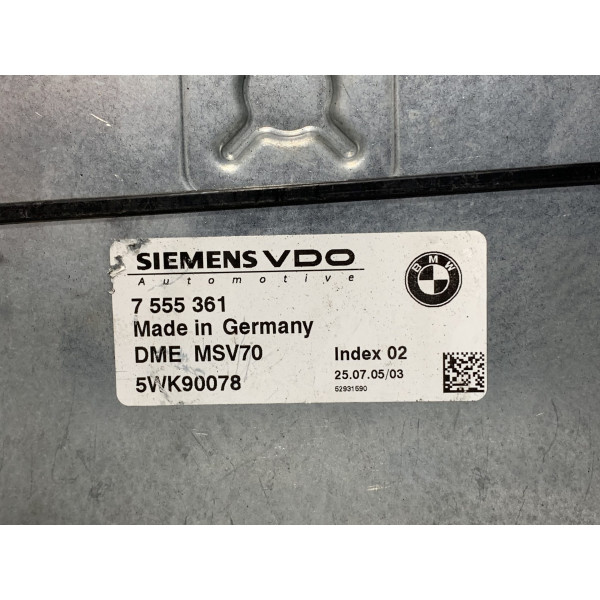 SIEMENS VDO
Automotive
BMW
7 555 361
Made in Germany
DME MSV70
Index 02
5WK90078
25.07.05/03
52931590